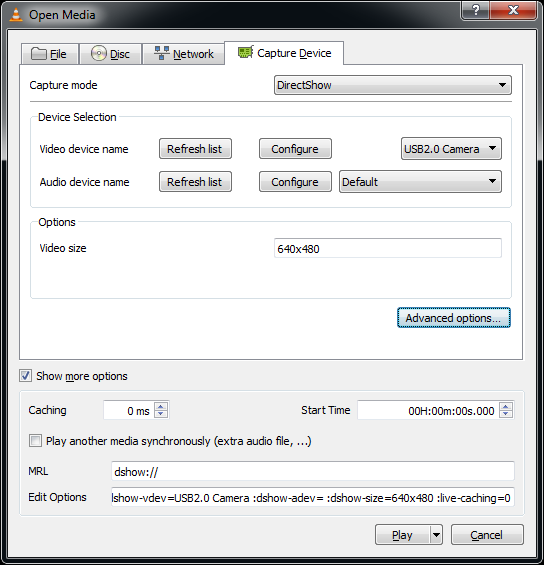 Open Media
File Disc Network Capture Device
Capture mode DirectShow
Device Selection
Video device name Refresh list Configure USB2.0 Camera
Audio device name Refresh list Configure Default
Options
Video size 640x480
Advanced options...
Show more options
Caching 0 ms Start Time 00H:00m:00s.000
Play another media synchronously (extra audio file, ...)
MRL dshow://
Edit Options lshow-vdev=USB2.0 Camera :dshow-adev= :dshow-size=640x480 :live-caching=0
Play Cancel